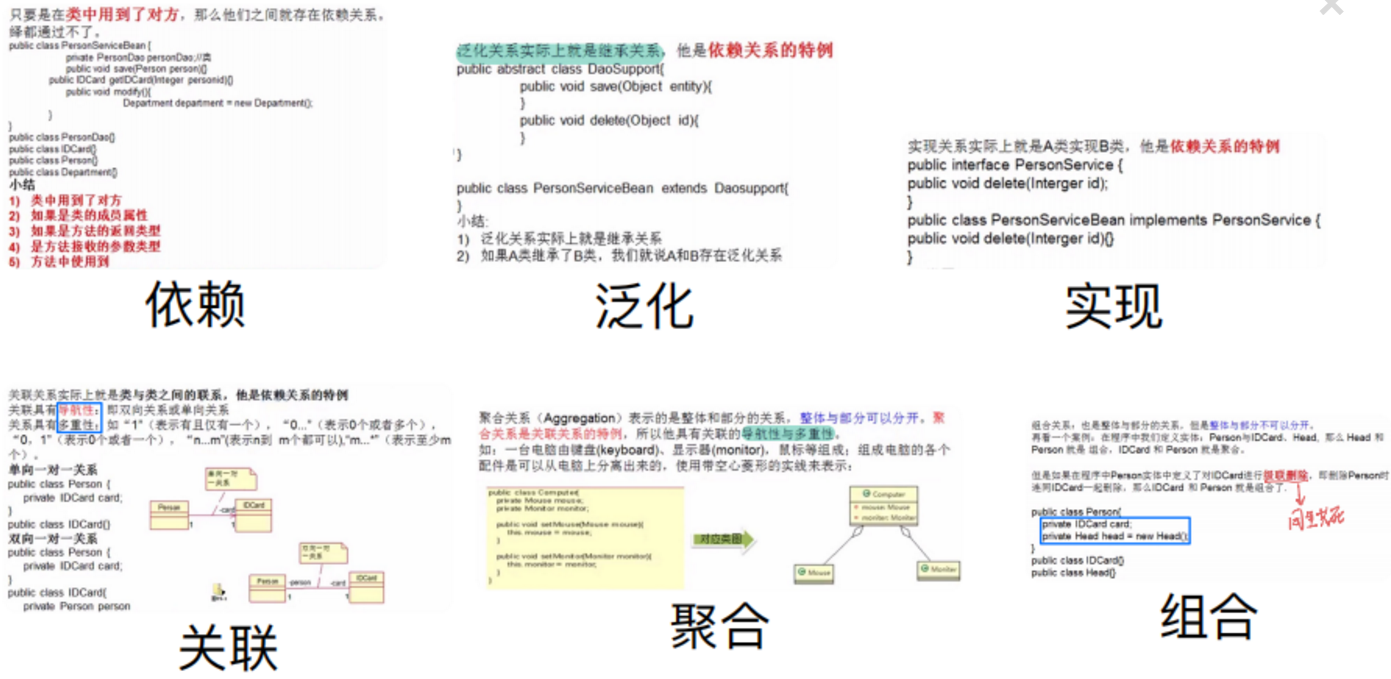 只要是在类中用到了对方，那么他们之间就存在依赖关系。
绎都通过不了。
public class PersonServiceBean {
private PersonDao personDao;//类
public void save(Person person){}
public IDCard getIDCard(Integer personid){}
public void modify(){
Department department = new Department();
}
}
public class PersonDao{}
public class IDCard{}
public class Person{}
public class Department{}
小结
1) 类中用到了对方
2) 如果是类的成员属性
3) 如果是方法的返回类型
4) 是方法接收的参数类型
5) 方法中使用到
依赖
泛化关系实际上就是继承关系，他是依赖关系的特例
public abstract class DaoSupport{
public void save(Object entity){
}
public void delete(Object id){
}
}
public class PersonServiceBean extends Daosupport{
}
小结:
1) 泛化关系实际上就是继承关系
2) 如果A类继承了B类，我们就说A和B存在泛化关系
泛化
实现关系实际上就是A类实现B类，他是依赖关系的特例
public interface PersonService {
public void delete(Interger id);
}
public class PersonServiceBean implements PersonService {
public void delete(Interger id){}
}
实现
关联关系实际上就是类与类之间的联系，他是依赖关系的特例
关联具有导航性：即双向关系或单向关系
关系具有多重性：如“1”（表示有且仅有一个），“0...”（表示0个或者多个），
“0，1”（表示0个或者一个），“n...m”(表示n到 m个都可以),“m...*”（表示至少m
个）。
单向一对一关系
public class Person {
private IDCard card;
}
public class IDCard{}
双向一对一关系
public class Person {
private IDCard card;
}
public class IDCard{
private Person person
单向一对
一关系
Person
-card
IDCard
1
1
双向一对一
关系
Person
-person
-card
IDCard
1
1
关联
聚合关系（Aggregation）表示的是整体和部分的关系，整体与部分可以分开。聚
合关系是关联关系的特例，所以他具有关联的导航性与多重性。
如：一台电脑由键盘(keyboard)、显示器(monitor)，鼠标等组成；组成电脑的各个
配件是可以从电脑上分离出来的，使用带空心菱形的实线来表示：
public class Computer{
private Mouse mouse;
private Monitor monitor;
public void setMouse(Mouse mouse){
this.mouse = mouse;
}
public void setMonitor(Monitor monitor){
this.monitor = monitor;
}
}
对应类图
Computer
mouse: Mouse
moniter: Moniter
Mouse
Moniter
聚合
组合关系：也是整体与部分的关系，但是整体与部分不可以分开。
再看一个案例：在程序中我们定义实体：Person与IDCard、Head, 那么 Head 和
Person 就是 组合，IDCard 和 Person 就是聚合。
但是如果在程序中Person实体中定义了对IDCard进行级联删除，即删除Person时
连同IDCard一起删除，那么IDCard 和 Person 就是组合了.
同生共死
public class Person{
private IDCard card;
private Head head = new Head();
}
public class IDCard{}
public class Head{}
组合